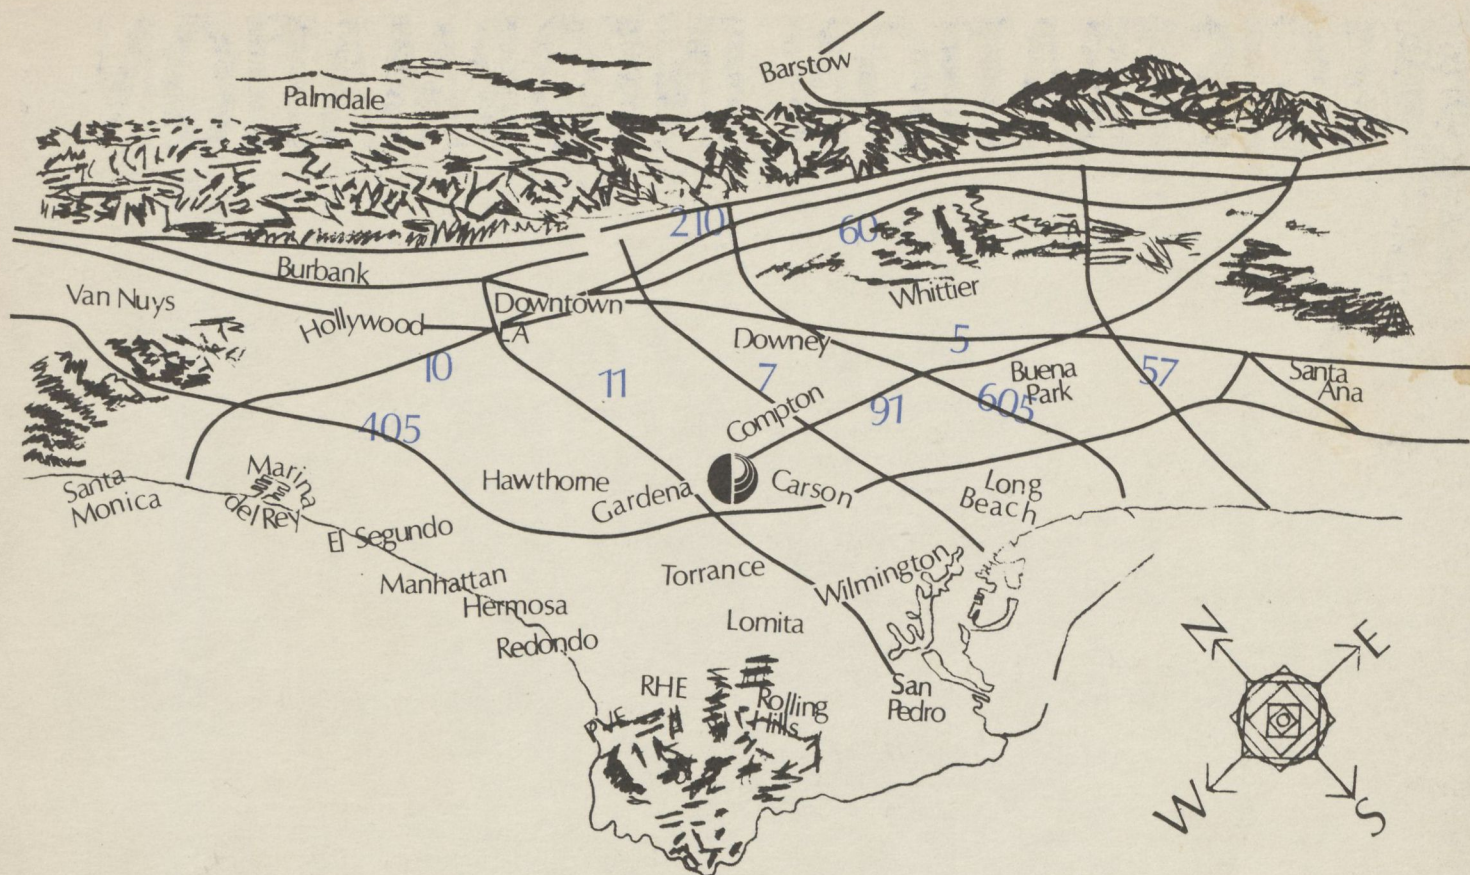 Barstow
Palmdale
210
60
Burbank
Whittier
Van Nuys
Hollywood
Downtown
LA
Downey
5
10
11
7
Buena
Park
57
Santa
Ana
405
Compton
91
605
Santa
Monica
Marina
del Rey
Hawthorne
Gardena
Carson
Long
Beach
El Segundo
Manhattan
Hermosa
Redondo
Torrance
Wilmington
Lomita
RHE
PVE
Rolling
Hills
San
Pedro
N
E
W
S